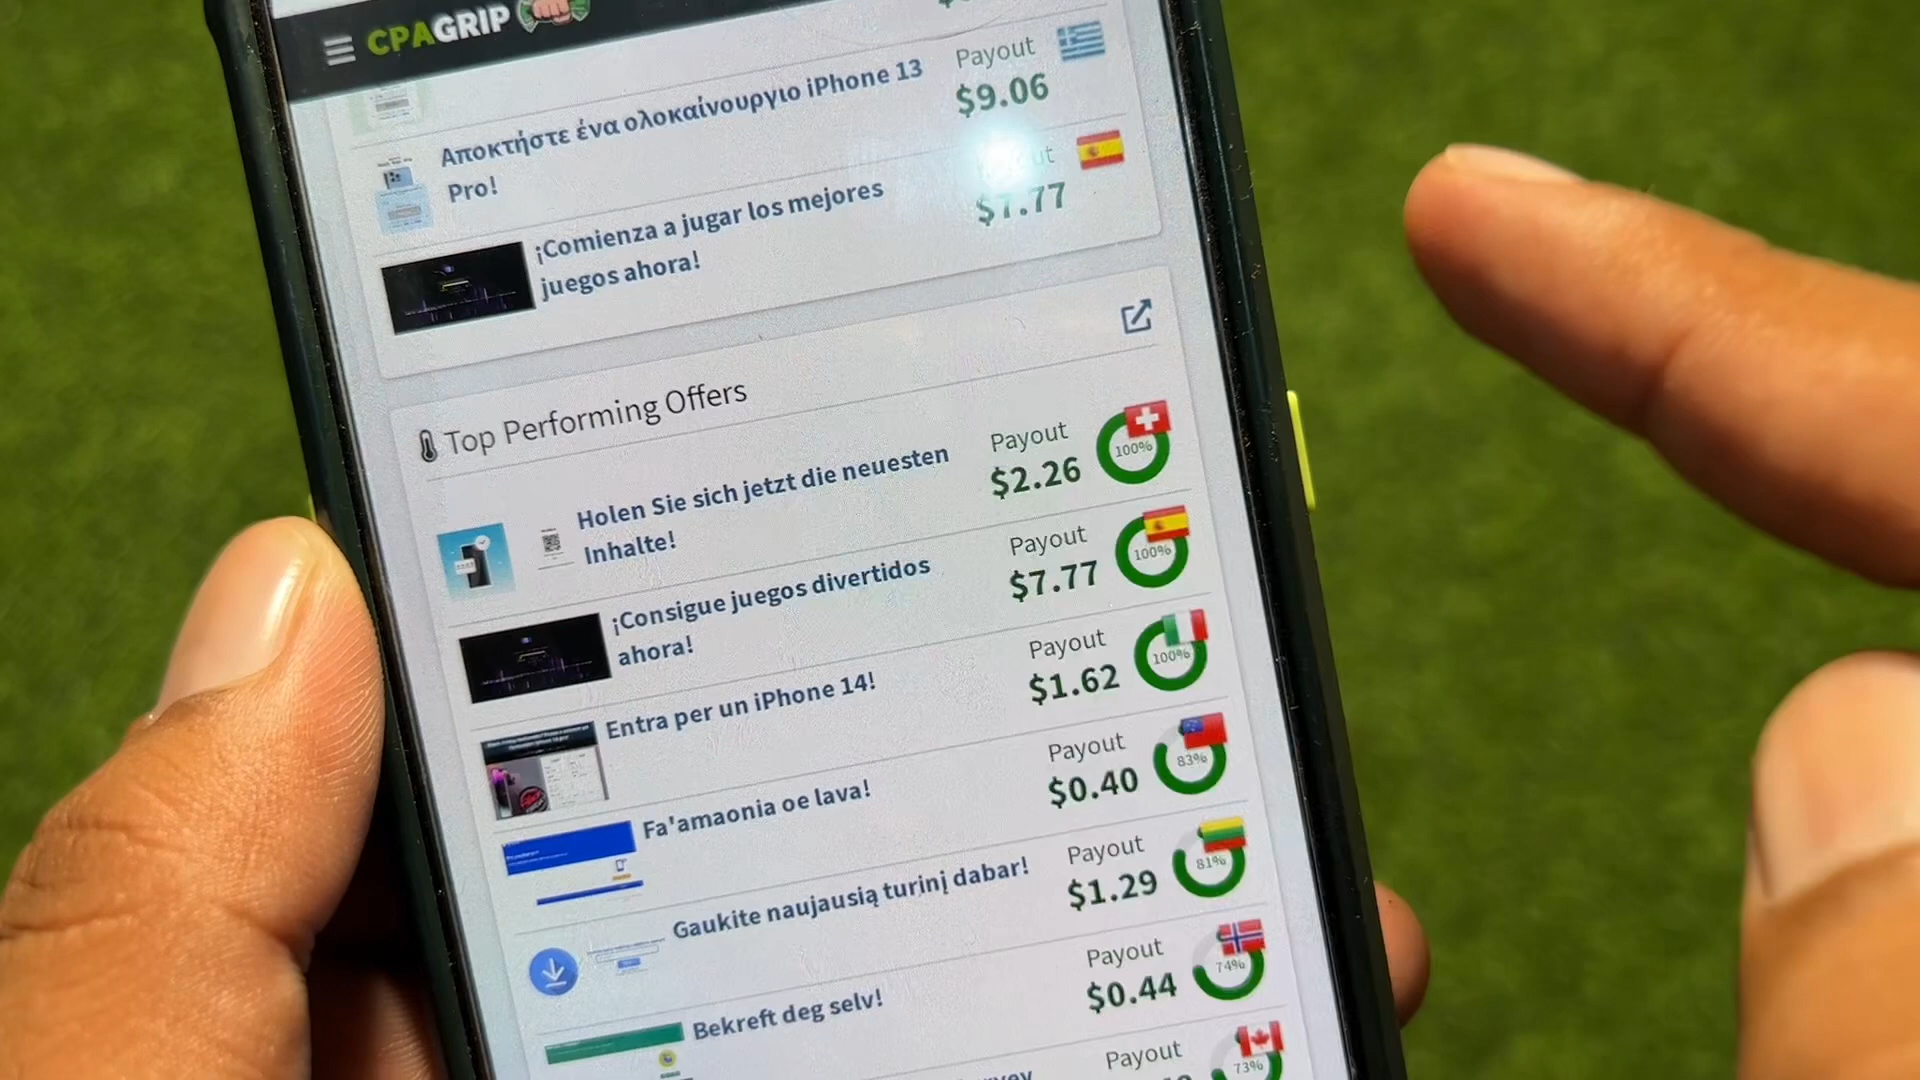 CPAGRIP
Payout
$9.06
Αποκτήστε ένα ολοκαίνουργιο iPhone 13
Pro!
$7.77
¡Comienza a jugar los mejores
juegos ahora!
Top Performing Offers
Payout
$2.26
100%
Holen Sie sich jetzt die neuesten
Inhalte!
Payout
$7.77
100%
¡Consigue juegos divertidos
ahora!
Payout
$1.62
100%
Entra per un iPhone 14!
Payout
$0.40
83%
Fa'amaonia oe lava!
Payout
$1.29
81%
Gaukite naujausią turinį dabar!
Payout
$0.44
74%
Bekreft deg selv!
Payout
73%